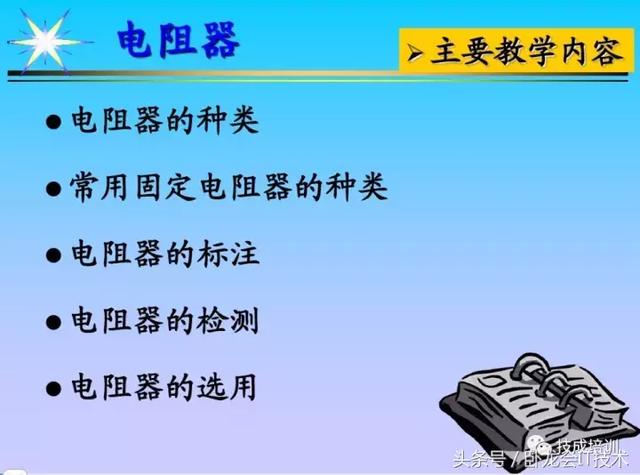 电阻器
➢主要教学内容
●电阻器的种类
●常用固定电阻器的种类
●电阻器的标注
●电阻器的检测
●电阻器的选用
技成培训
头条号 / 卧龙会IT技术